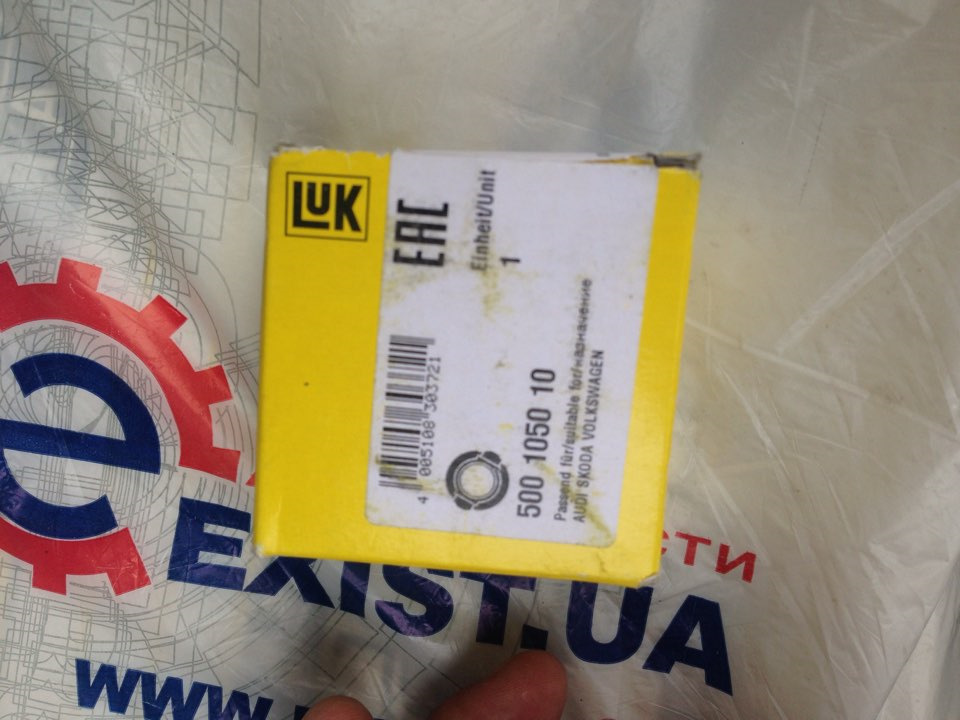 LUK
EAC
Einheit/Unit
1
4 005108 303721
500 1050 10
Passend für/suitable for/назначение
AUDI SKODA VOLKSWAGEN
сти
EXIST.UA
www.